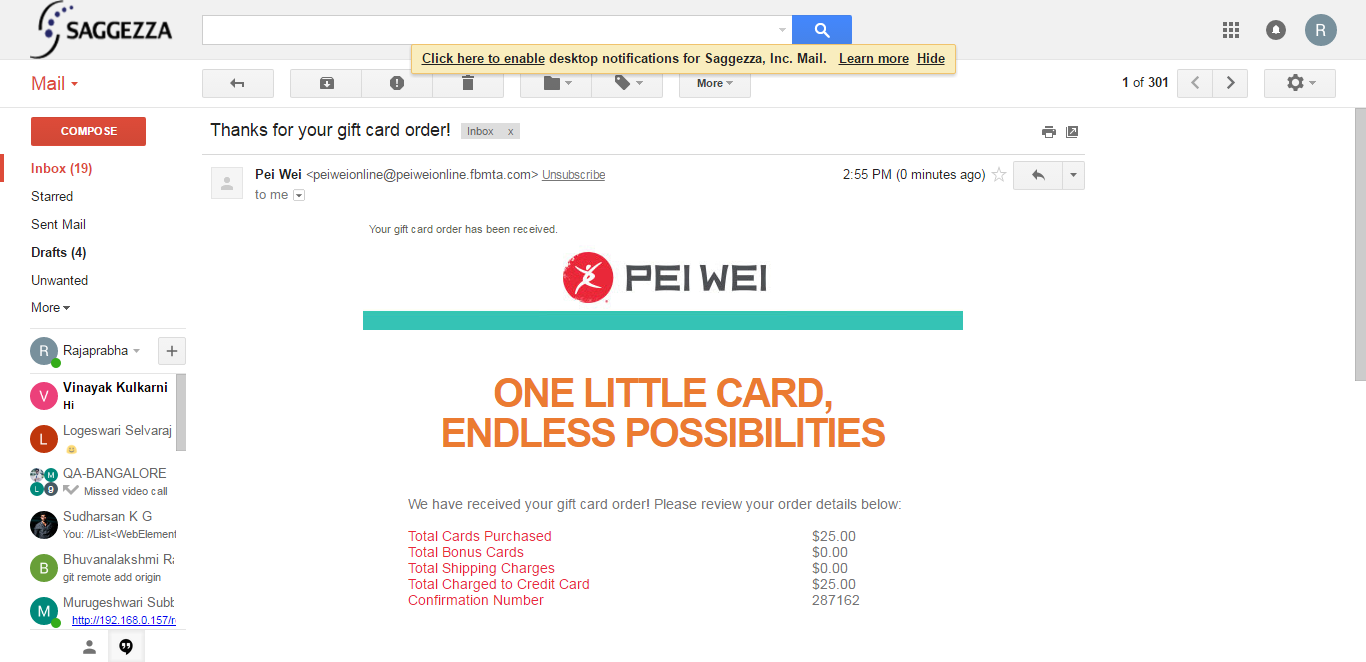 SAGGEZZA
R
Click here to enable desktop notifications for Saggezza, Inc. Mail. Learn more Hide
Mail
More
1 of 301
COMPOSE
Inbox (19)
Starred
Sent Mail
Drafts (4)
Unwanted
More
R Rajaprabha +
V Vinayak Kulkarni
Hi
L Logeswari Selvaraj
M QA-BANGALORE
L 9 Missed video call
Sudharsan K G
You: //List<WebElement
B Bhuvanalakshmi Ra
git remote add origin
M Murugeshwari Subb
http://192.168.0.157/r
Thanks for your gift card order! Inbox x
Pei Wei <peiweionline@peiweionline.fbmta.com> Unsubscribe
2:55 PM (0 minutes ago)
to me
Your gift card order has been received.
PEI WEI
ONE LITTLE CARD,
ENDLESS POSSIBILITIES
We have received your gift card order! Please review your order details below:
Total Cards Purchased $25.00
Total Bonus Cards $0.00
Total Shipping Charges $0.00
Total Charged to Credit Card $25.00
Confirmation Number 287162